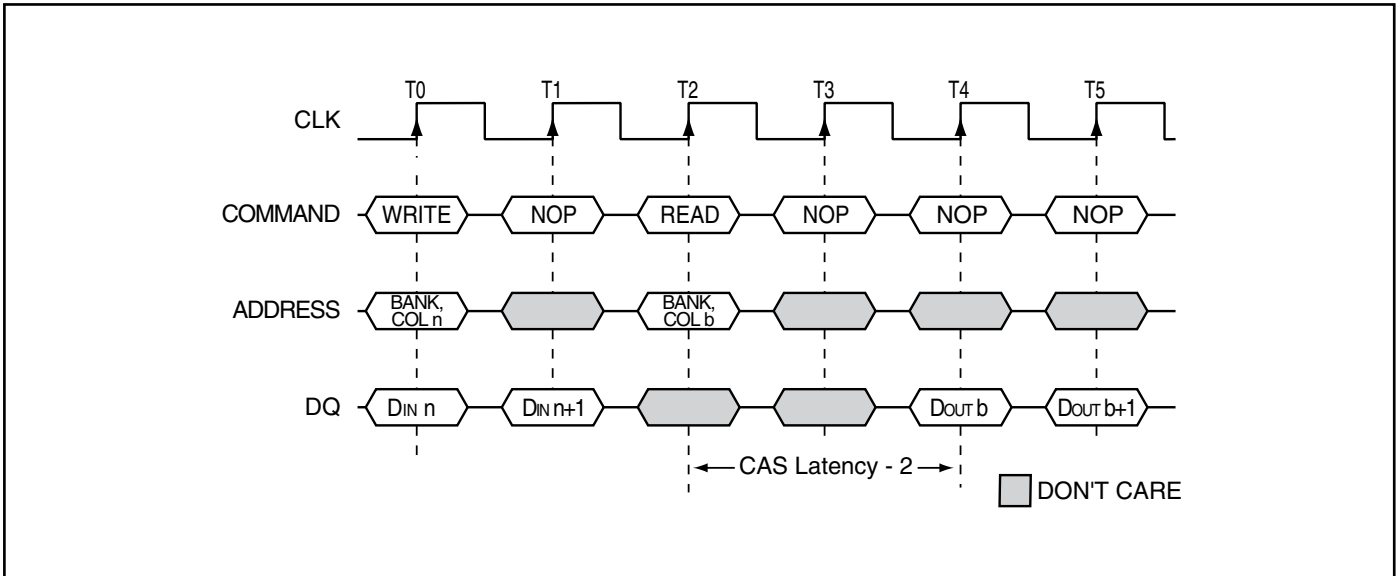 T0 T1 T2 T3 T4 T5
CLK
COMMAND WRITE NOP READ NOP NOP NOP
ADDRESS BANK, COL n BANK, COL b
DQ DIN n DIN n+1 DOUT b DOUT b+1
CAS Latency - 2
DON'T CARE